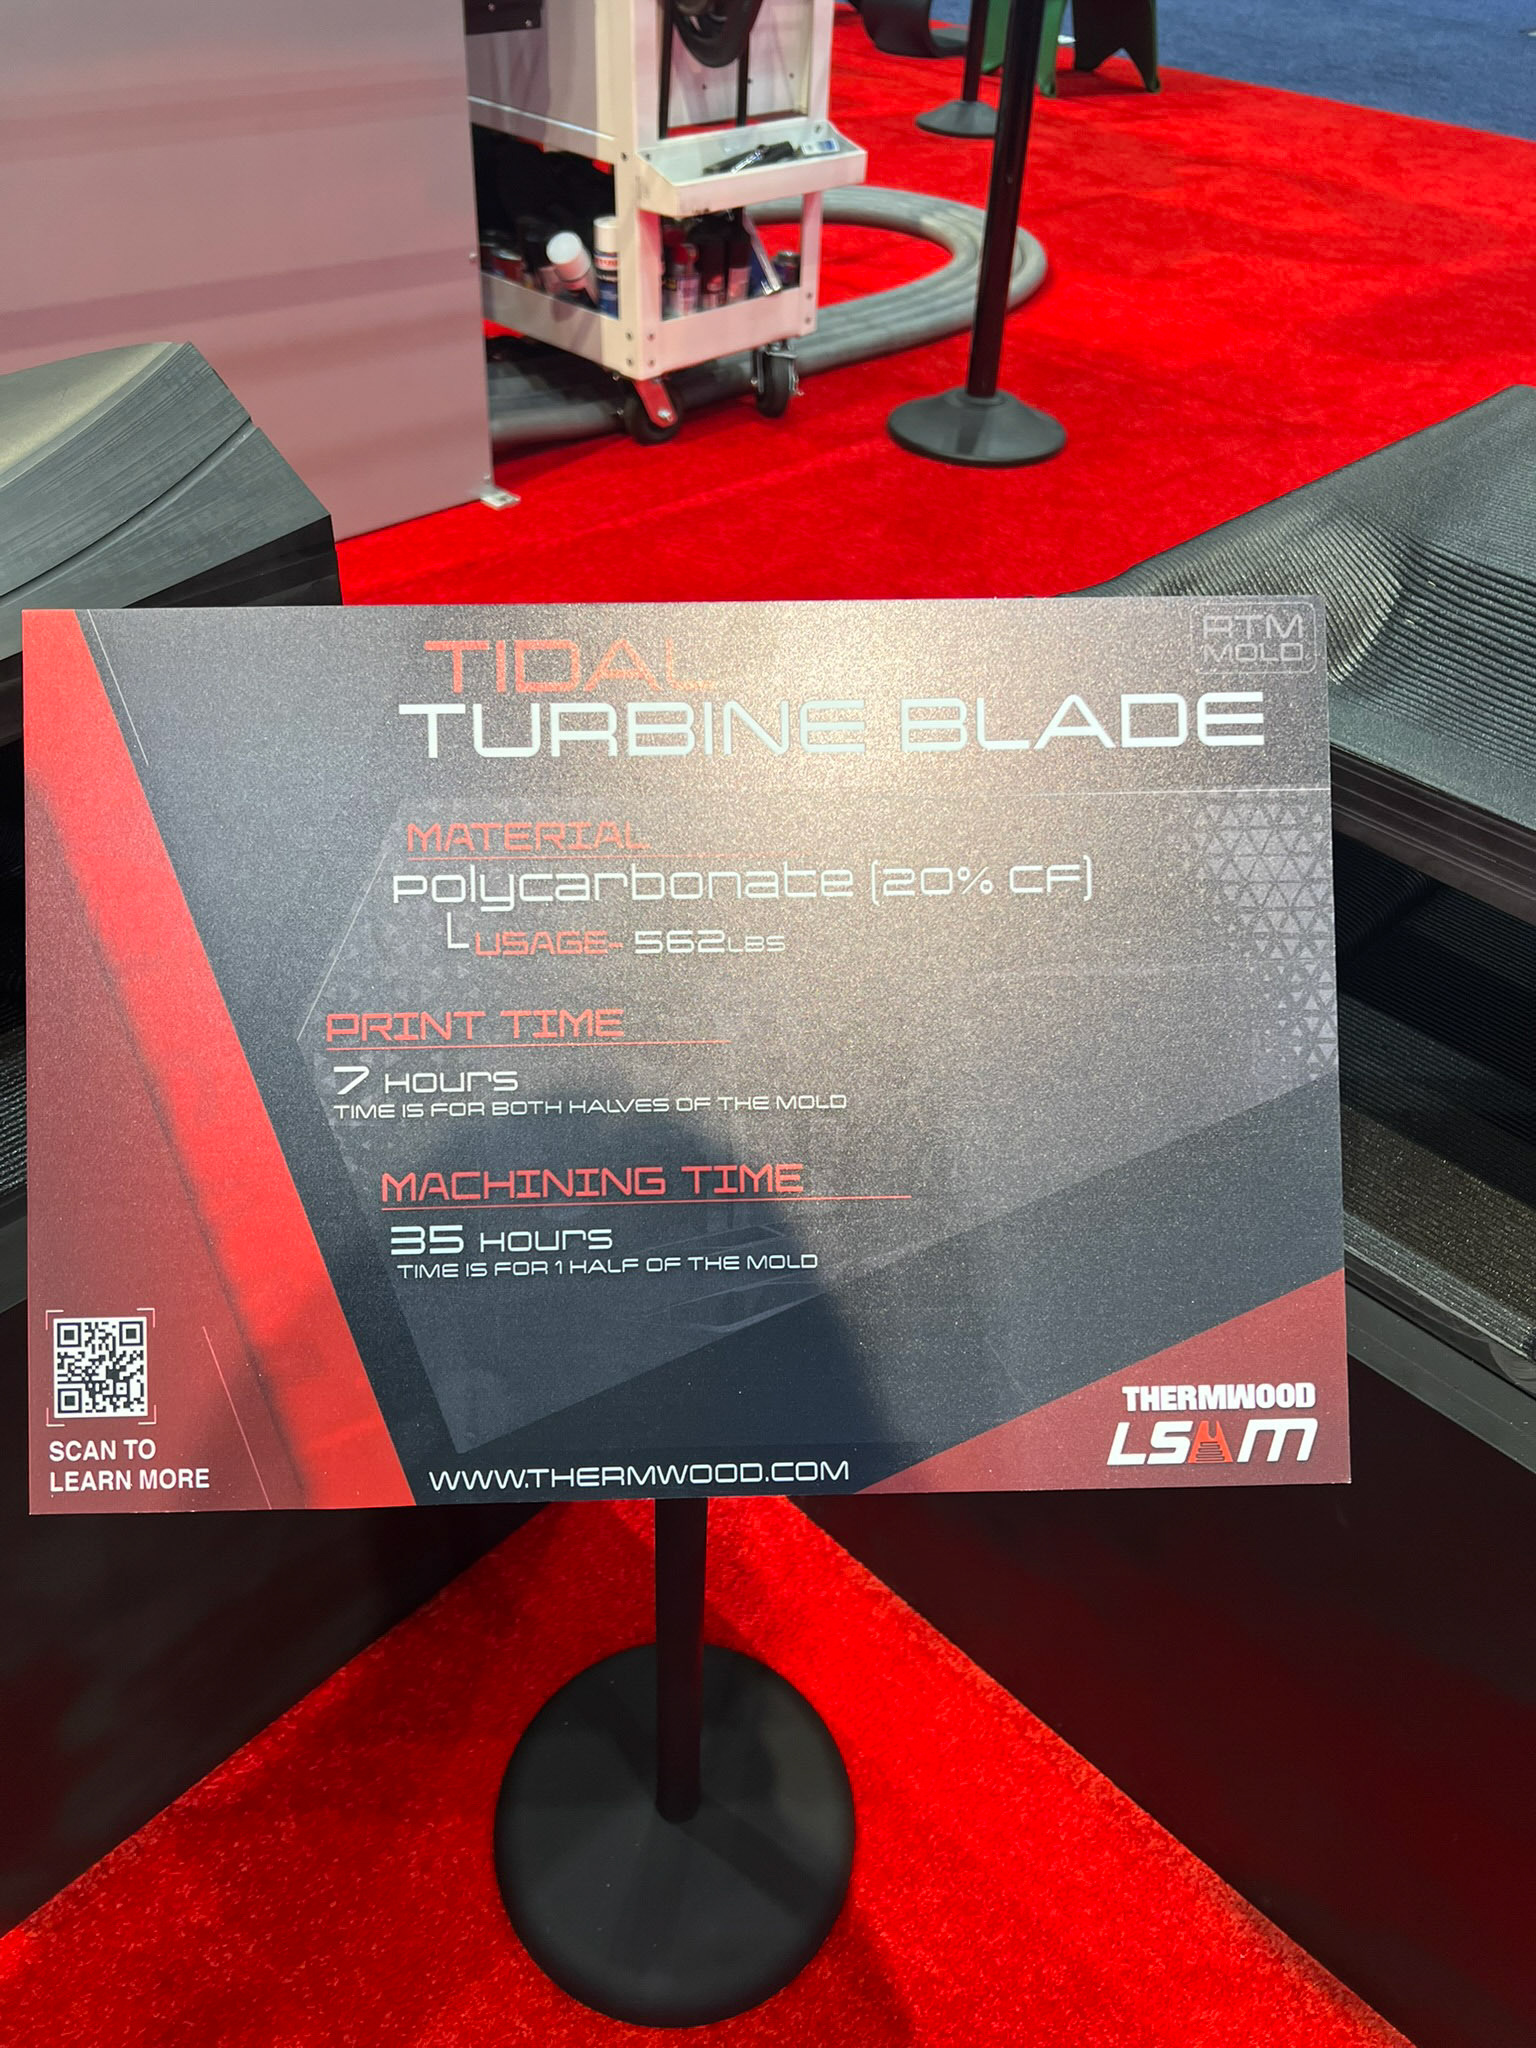 RTM
MOLD
TIDAL
TURBINE BLADE
MATERIAL
Polycarbonate (20% CF)
USAGE- 562LBS
PRINT TIME
7 HOURS
TIME IS FOR BOTH HALVES OF THE MOLD
MACHINING TIME
35 HOURS
TIME IS FOR 1 HALF OF THE MOLD
SCAN TO
LEARN MORE
WWW.THERMWOOD.COM
THERMWOOD
LSAM